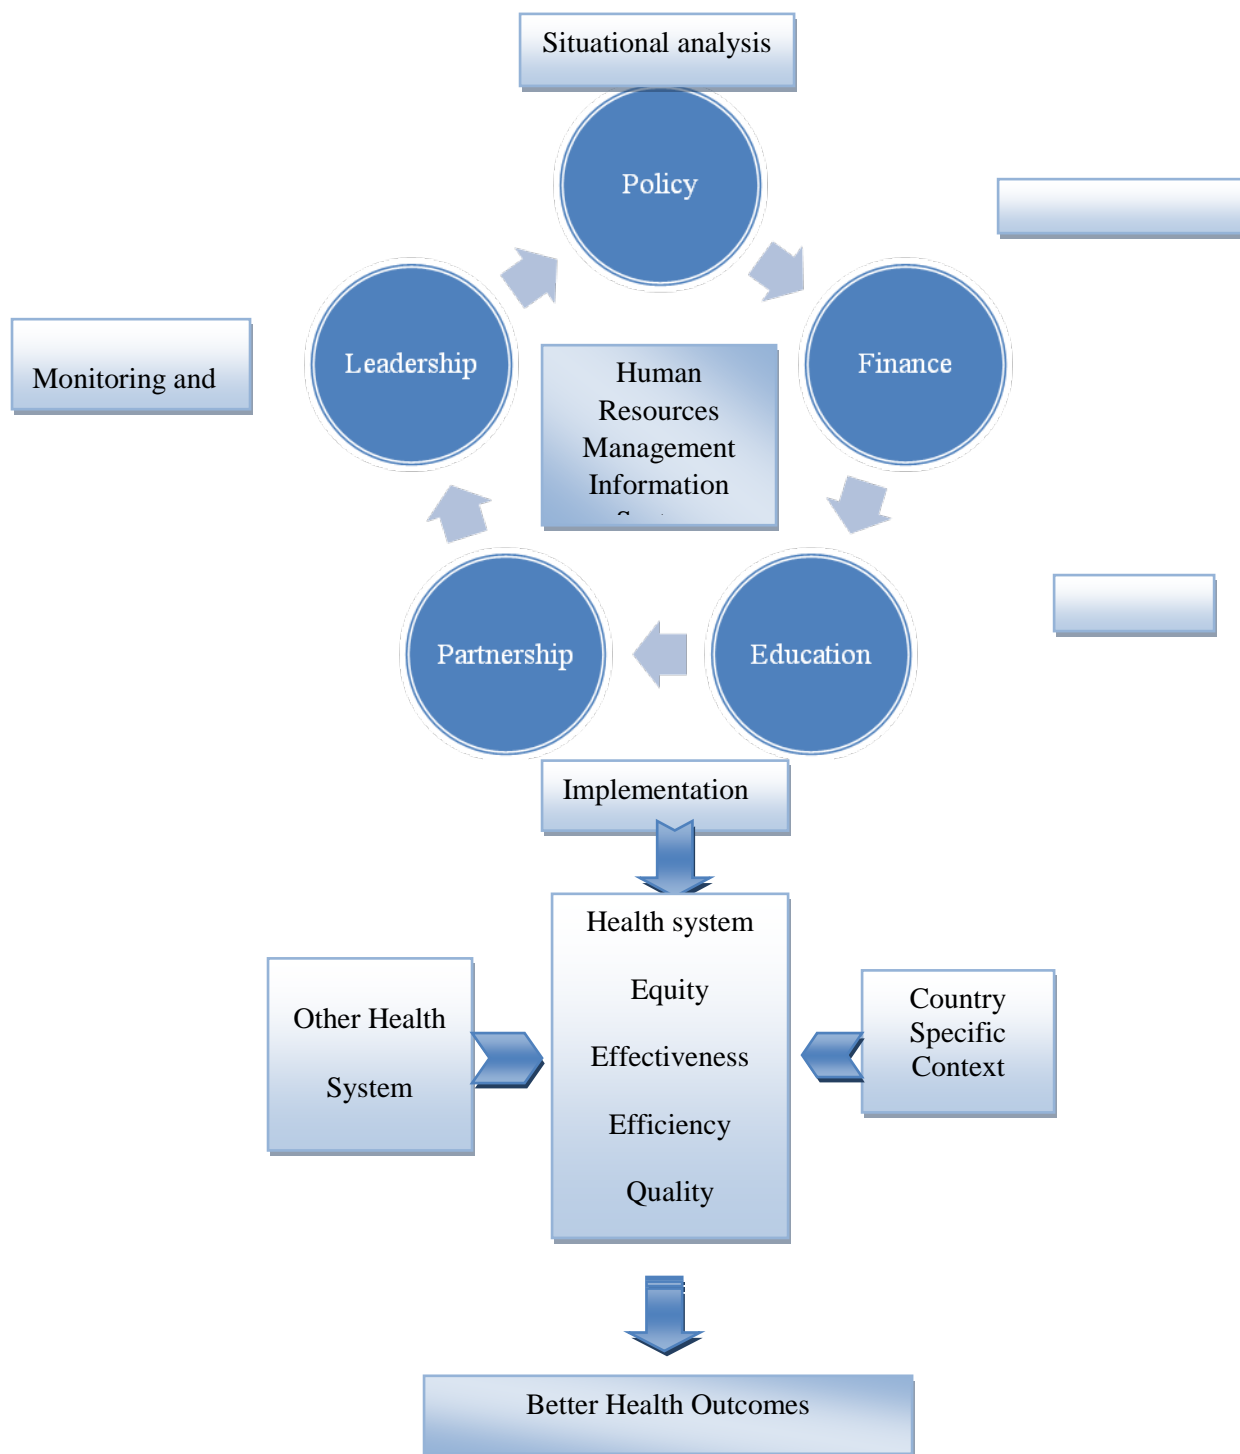 Situational analysis
Policy
Leadership
Finance
Monitoring and
Human
Resources
Management
Information
Partnership
Education
Implementation
Health system
Equity
Effectiveness
Efficiency
Quality
Other Health
System
Country
Specific
Context
Better Health Outcomes